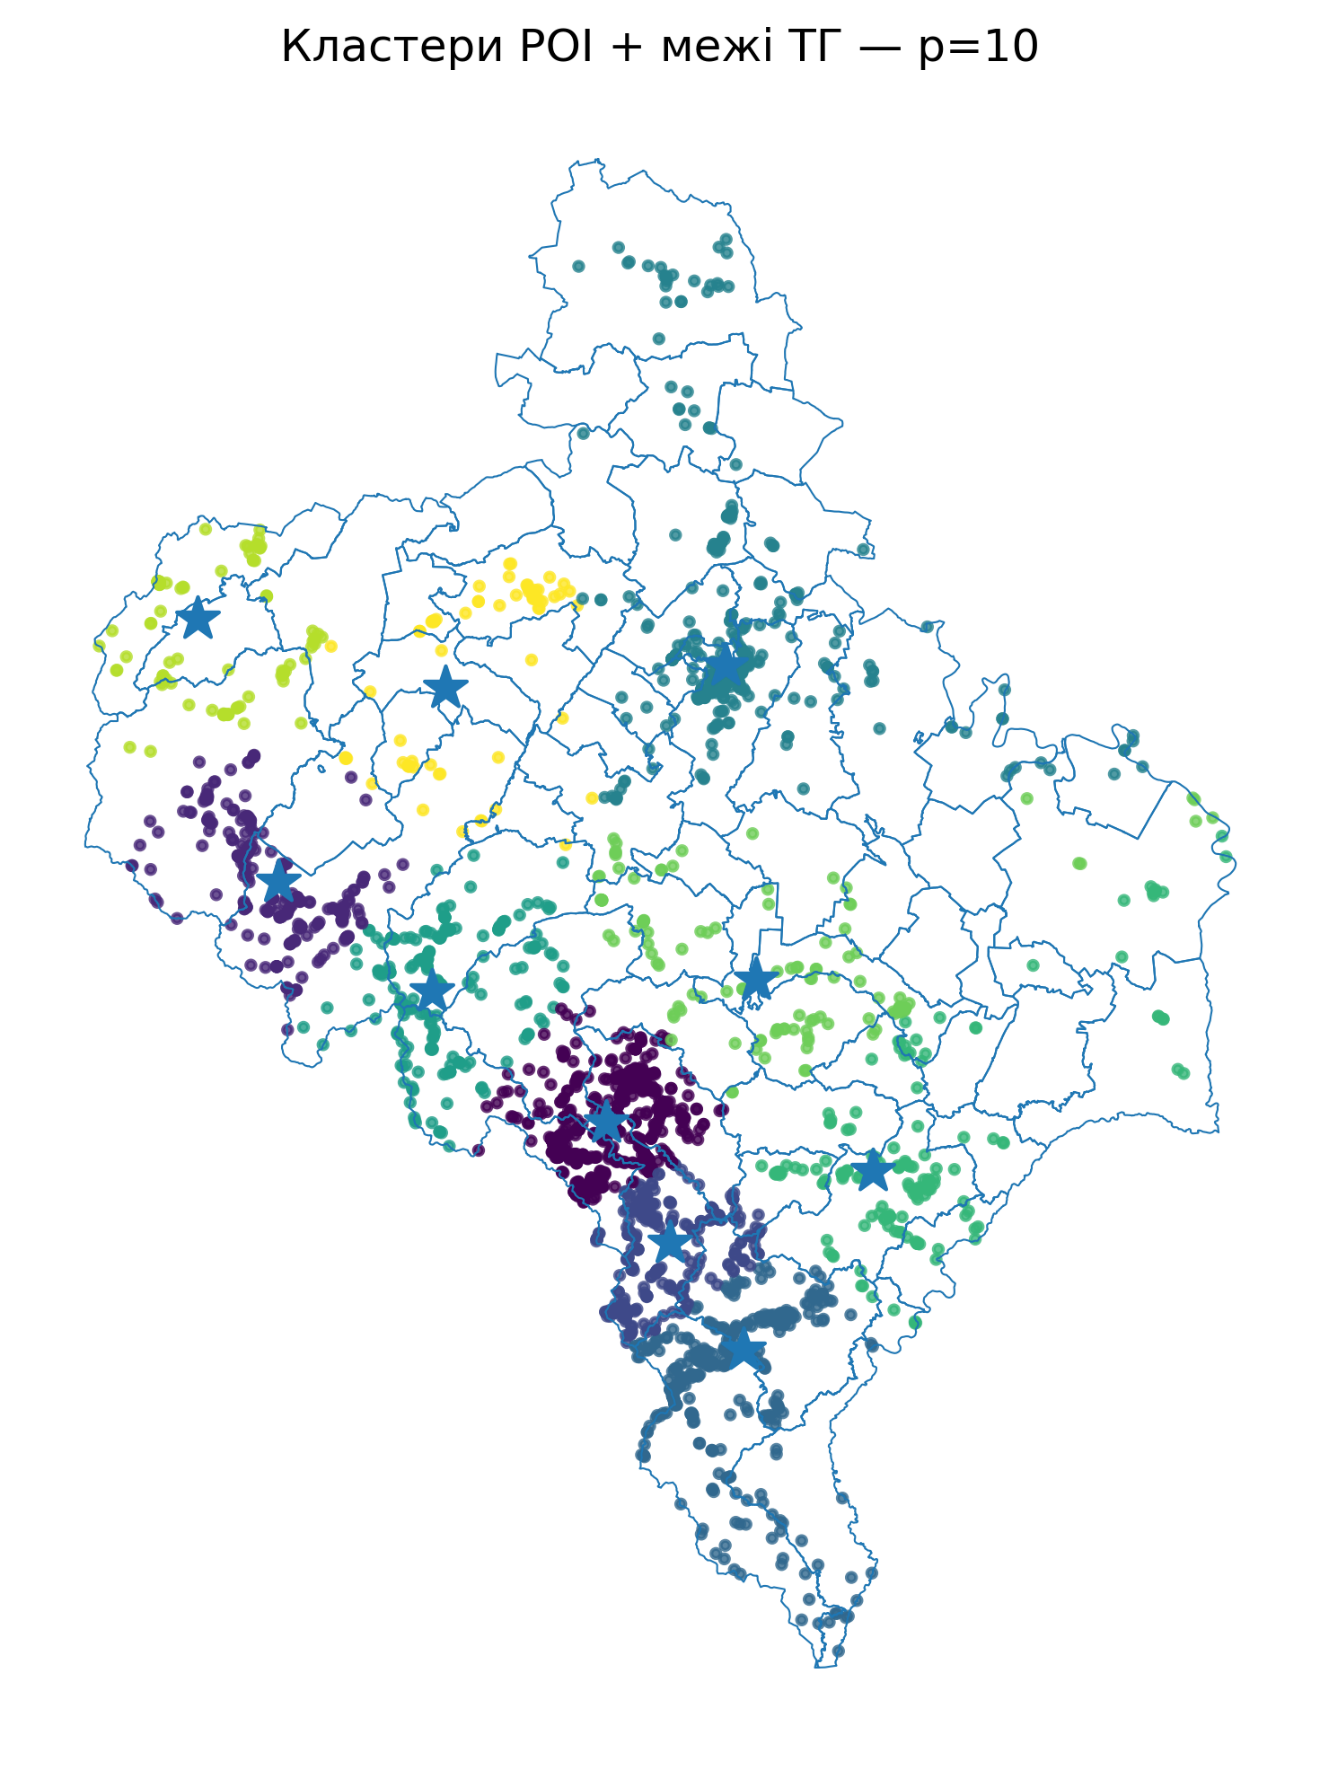 Кластери POI + межі ТГ — p=10